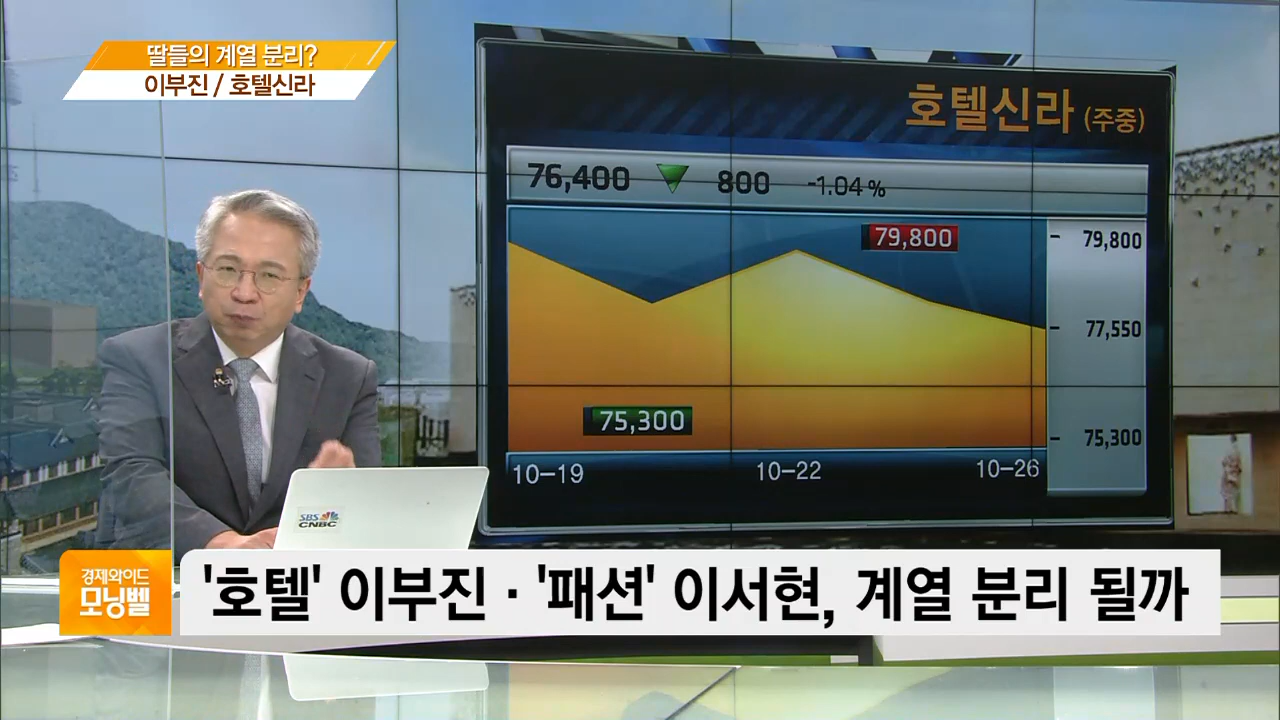 딸들의 계열 분리?
이부진 / 호텔신라
호텔신라 (주중)
76,400 ▼ 800 -1.04 %
79,800
75,300
79,800
77,550
75,300
10-19 10-22 10-26
SBS
CNBC
경제와이드
모닝벨
'호텔' 이부진 · '패션' 이서현, 계열 분리 될까